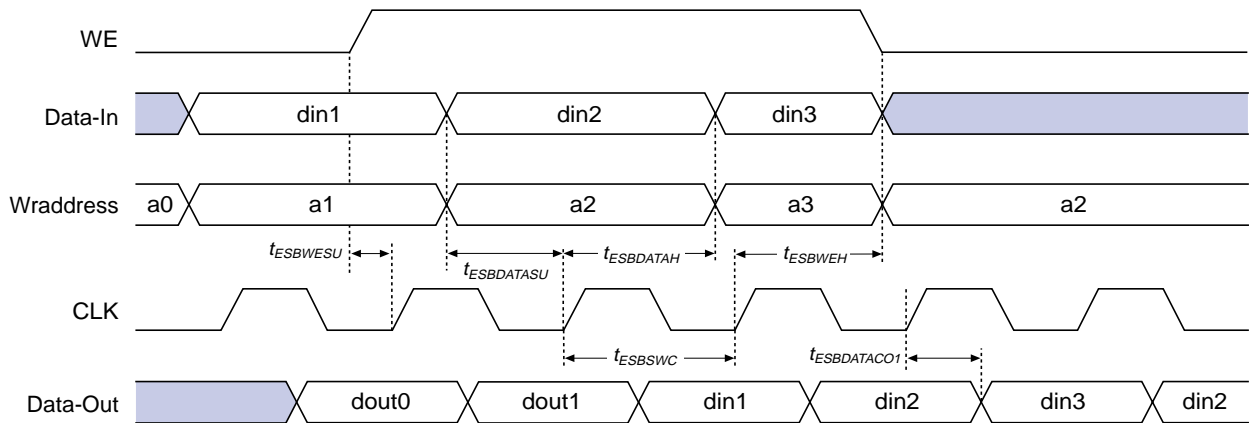 WE
Data-In din1 din2 din3
Wraddress a0 a1 a2 a3 a2
tESBWESU tESBDATASU tESBDATAH tESBWEH
CLK
tESBSWC tESBDATACO1
Data-Out dout0 dout1 din1 din2 din3 din2